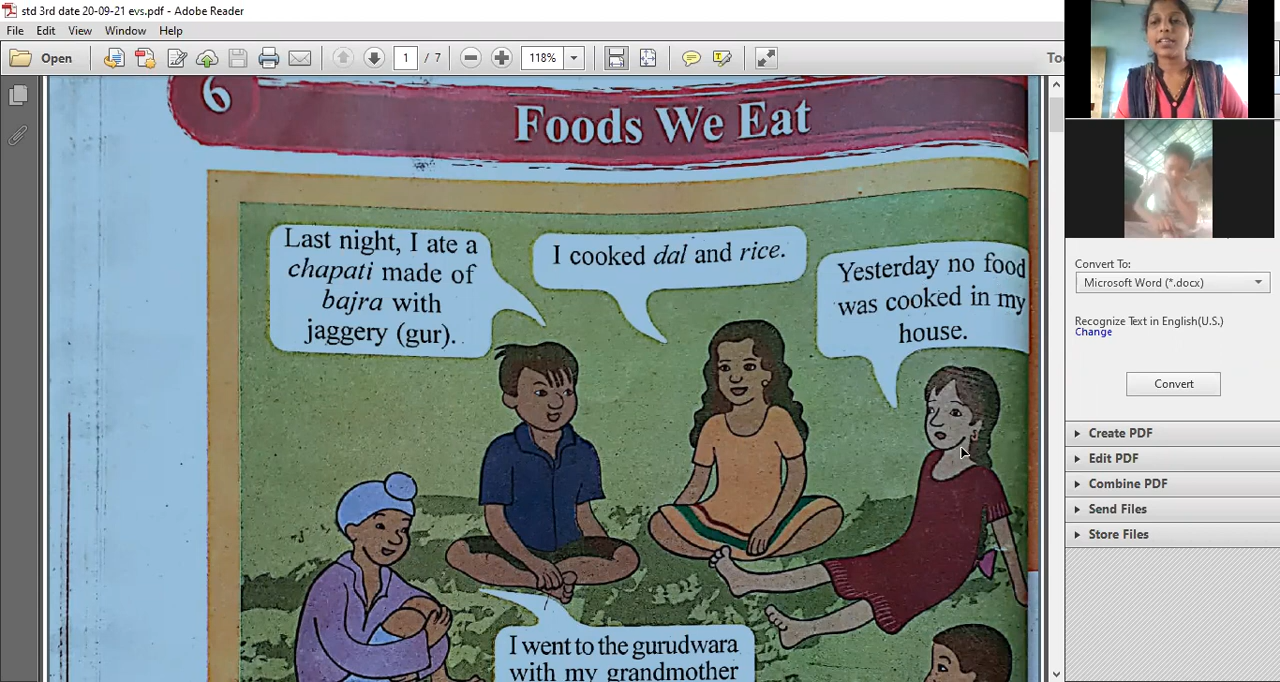 std 3rd date 20-09-21 evs.pdf - Adobe Reader
File Edit View Window Help
Open
1 / 7
118%
6
Foods We Eat
Last night, I ate a
chapati made of
bajra with
jaggery (gur).
I cooked dal and rice.
Yesterday no food
was cooked in my
house.
I went to the gurudwara
with my grandmother
Convert To:
Microsoft Word (*.docx)
Recognize Text in English(U.S.)
Change
Convert
Create PDF
Edit PDF
Combine PDF
Send Files
Store Files